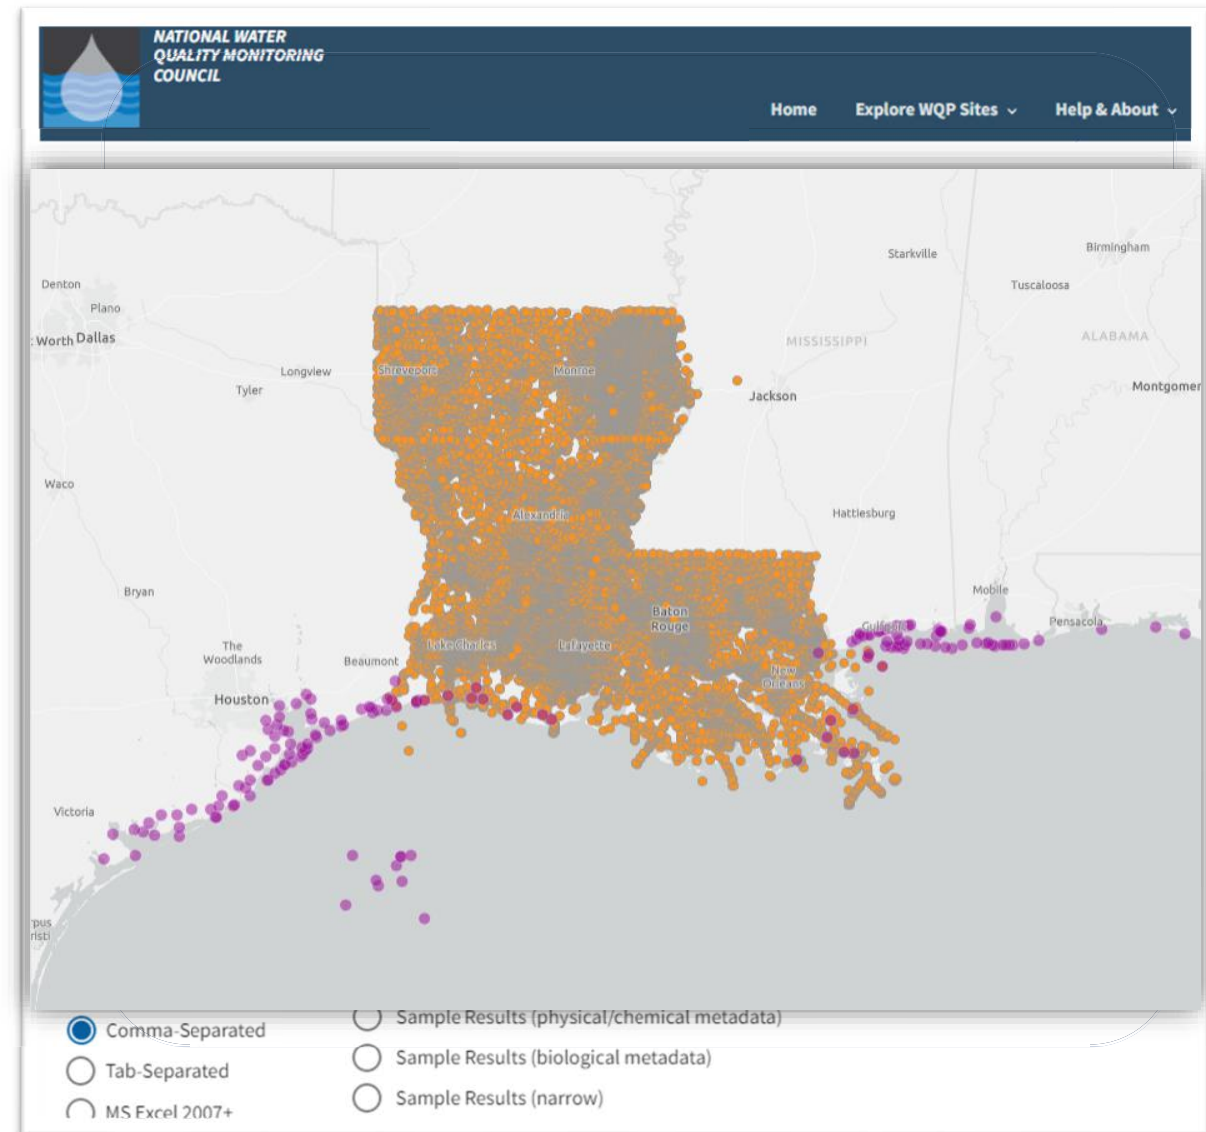 NATIONAL WATER
QUALITY MONITORING
COUNCIL
Home Explore WQP Sites Help & About
Birmingham
Starkville
Denton
Tuscaloosa
Plano
Worth Dallas
MISSISSIPPI
ALABAMA
Shreveport
Monroe
Longview
Tyler
Jackson
Montgomer
Waco
Alexandria
Hattiesburg
Bryan
Mobile
Baton
Rouge
Pensacola
Gulfport
The
Woodlands
Beaumont
Lake Charles
Lafayette
New
Orleans
Houston
Victoria
pus
risti
Comma-Separated
Sample Results (physical/chemical metadata)
Tab-Separated
Sample Results (biological metadata)
MS Excel 2007+
Sample Results (narrow)